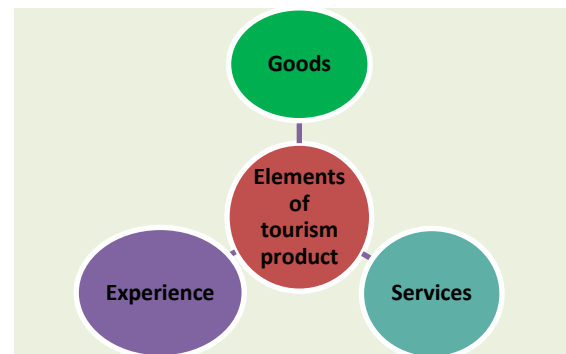 Goods
Elements
of
tourism
product
Experience
Services